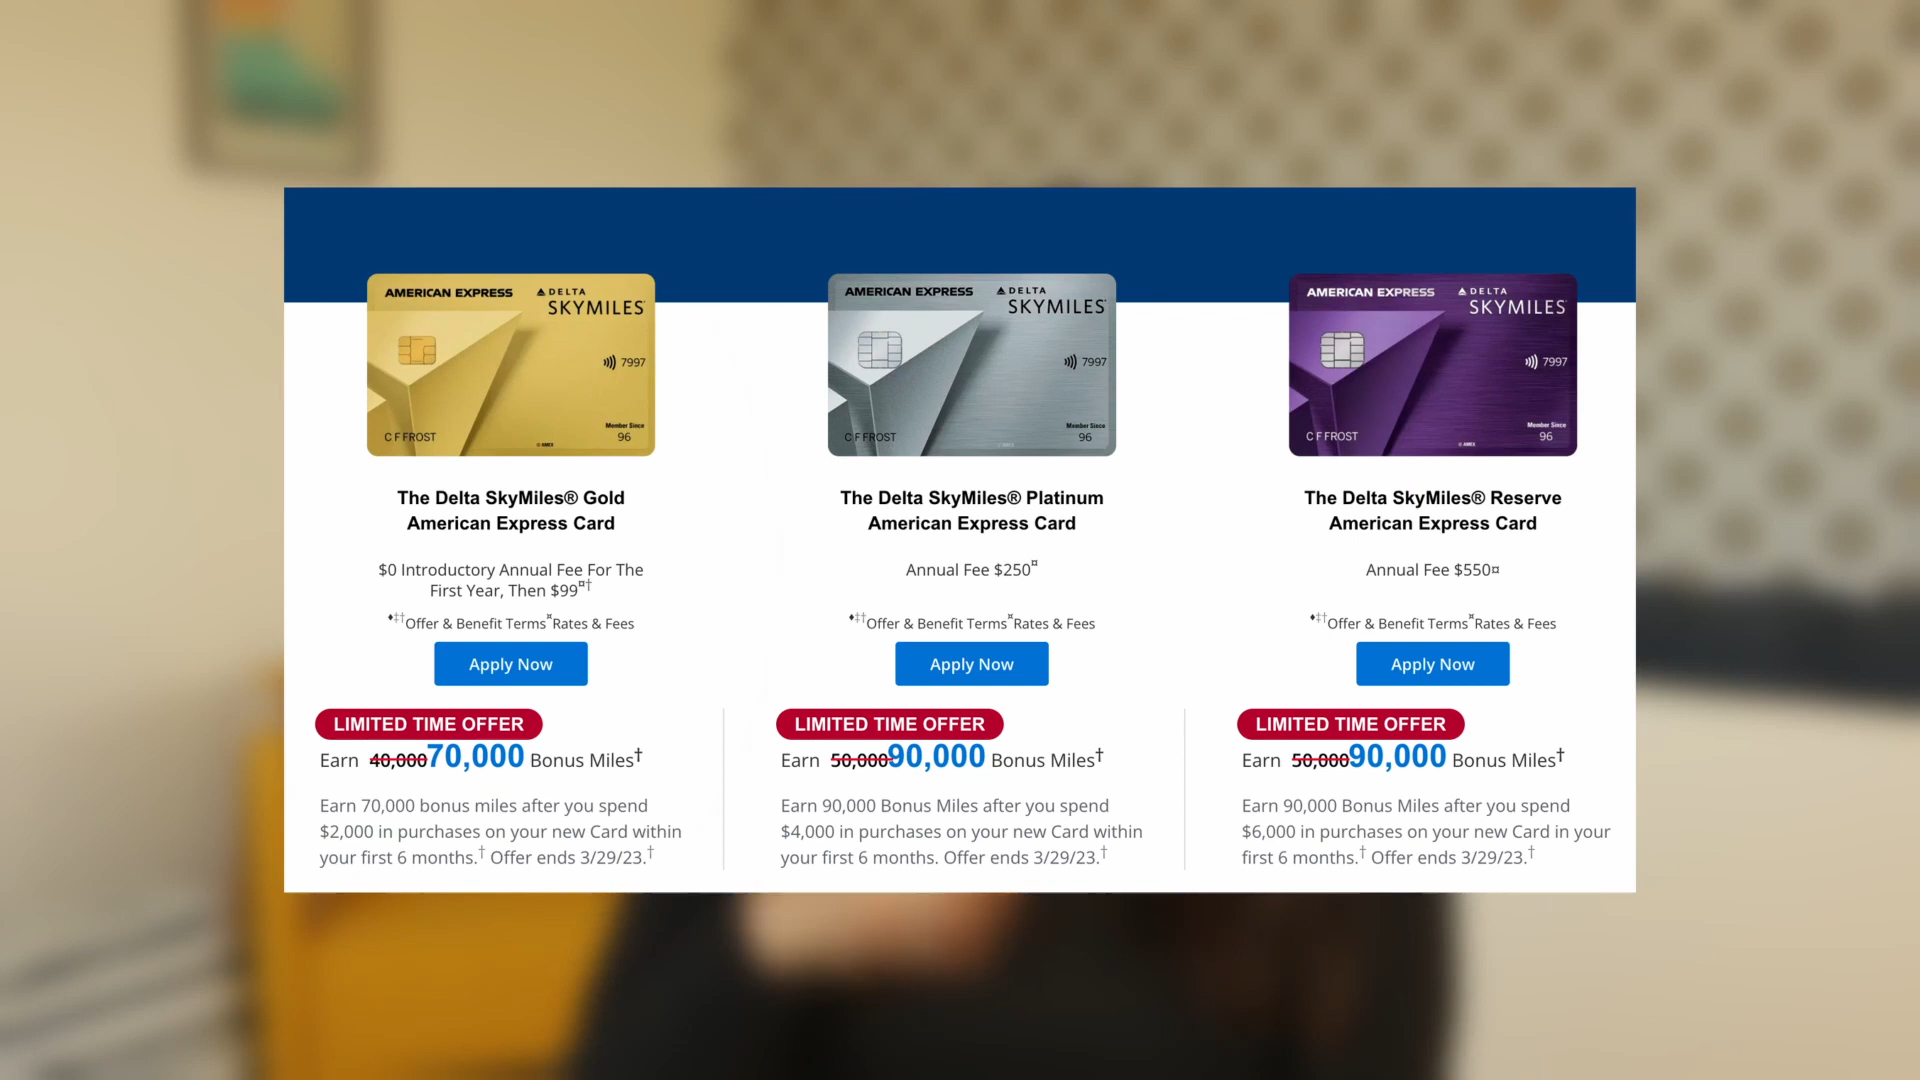 AMERICAN EXPRESS
DELTA
SKYMILES
7997
Member Since
96
C F FROST
© AMEX
The Delta SkyMiles® Gold
American Express Card
$0 Introductory Annual Fee For The
First Year, Then $99¤†
♦‡†Offer & Benefit Terms¤Rates & Fees
Apply Now
LIMITED TIME OFFER
Earn 40,000 70,000 Bonus Miles†
Earn 70,000 bonus miles after you spend
$2,000 in purchases on your new Card within
your first 6 months.† Offer ends 3/29/23.†
AMERICAN EXPRESS
DELTA
SKYMILES
7997
Member Since
96
C F FROST
The Delta SkyMiles® Platinum
American Express Card
Annual Fee $250¤
♦‡†Offer & Benefit Terms¤Rates & Fees
Apply Now
LIMITED TIME OFFER
Earn 50,000 90,000 Bonus Miles†
Earn 90,000 Bonus Miles after you spend
$4,000 in purchases on your new Card within
your first 6 months. Offer ends 3/29/23.†
AMERICAN EXPRESS
DELTA
SKYMILES
7997
Member Since
96
C F FROST
© AMEX
The Delta SkyMiles® Reserve
American Express Card
Annual Fee $550¤
♦‡†Offer & Benefit Terms¤Rates & Fees
Apply Now
LIMITED TIME OFFER
Earn 50,000 90,000 Bonus Miles†
Earn 90,000 Bonus Miles after you spend
$6,000 in purchases on your new Card in your
first 6 months.† Offer ends 3/29/23.†